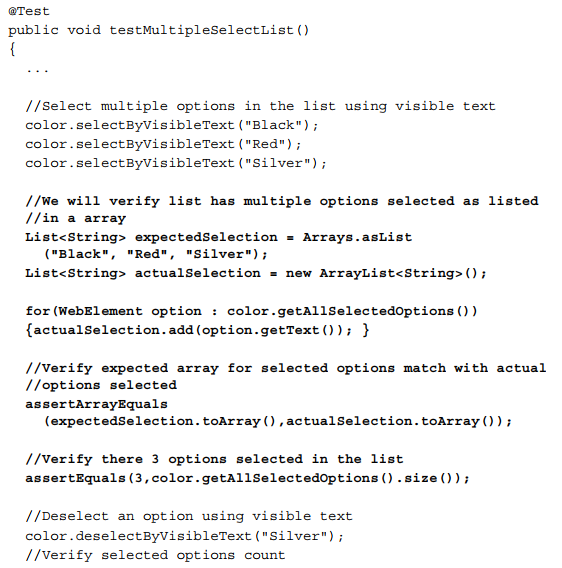 @Test
public void testMultipleSelectList()
{
...
//Select multiple options in the list using visible text
color.selectByVisibleText("Black");
color.selectByVisibleText("Red");
color.selectByVisibleText("Silver");
//We will verify list has multiple options selected as listed
//in a array
List<String> expectedSelection = Arrays.asList
("Black", "Red", "Silver");
List<String> actualSelection = new ArrayList<String>();
for(WebElement option : color.getAllSelectedOptions())
{actualSelection.add(option.getText()); }
//Verify expected array for selected options match with actual
//options selected
assertArrayEquals
(expectedSelection.toArray(),actualSelection.toArray());
//Verify there 3 options selected in the list
assertEquals(3,color.getAllSelectedOptions().size());
//Deselect an option using visible text
color.deselectByVisibleText("Silver");
//Verify selected options count